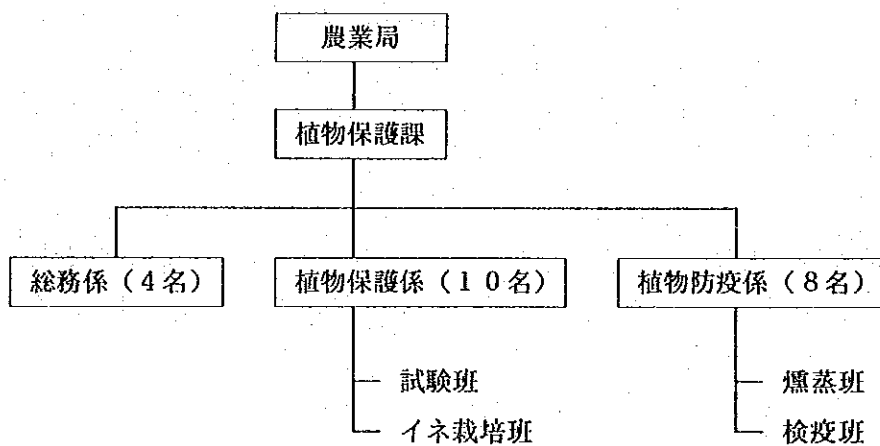 農業局
植物保護課
総務係（4名）
植物保護係（10名）
植物防疫係（8名）
試験班
燻蒸班
イネ栽培班
検疫班